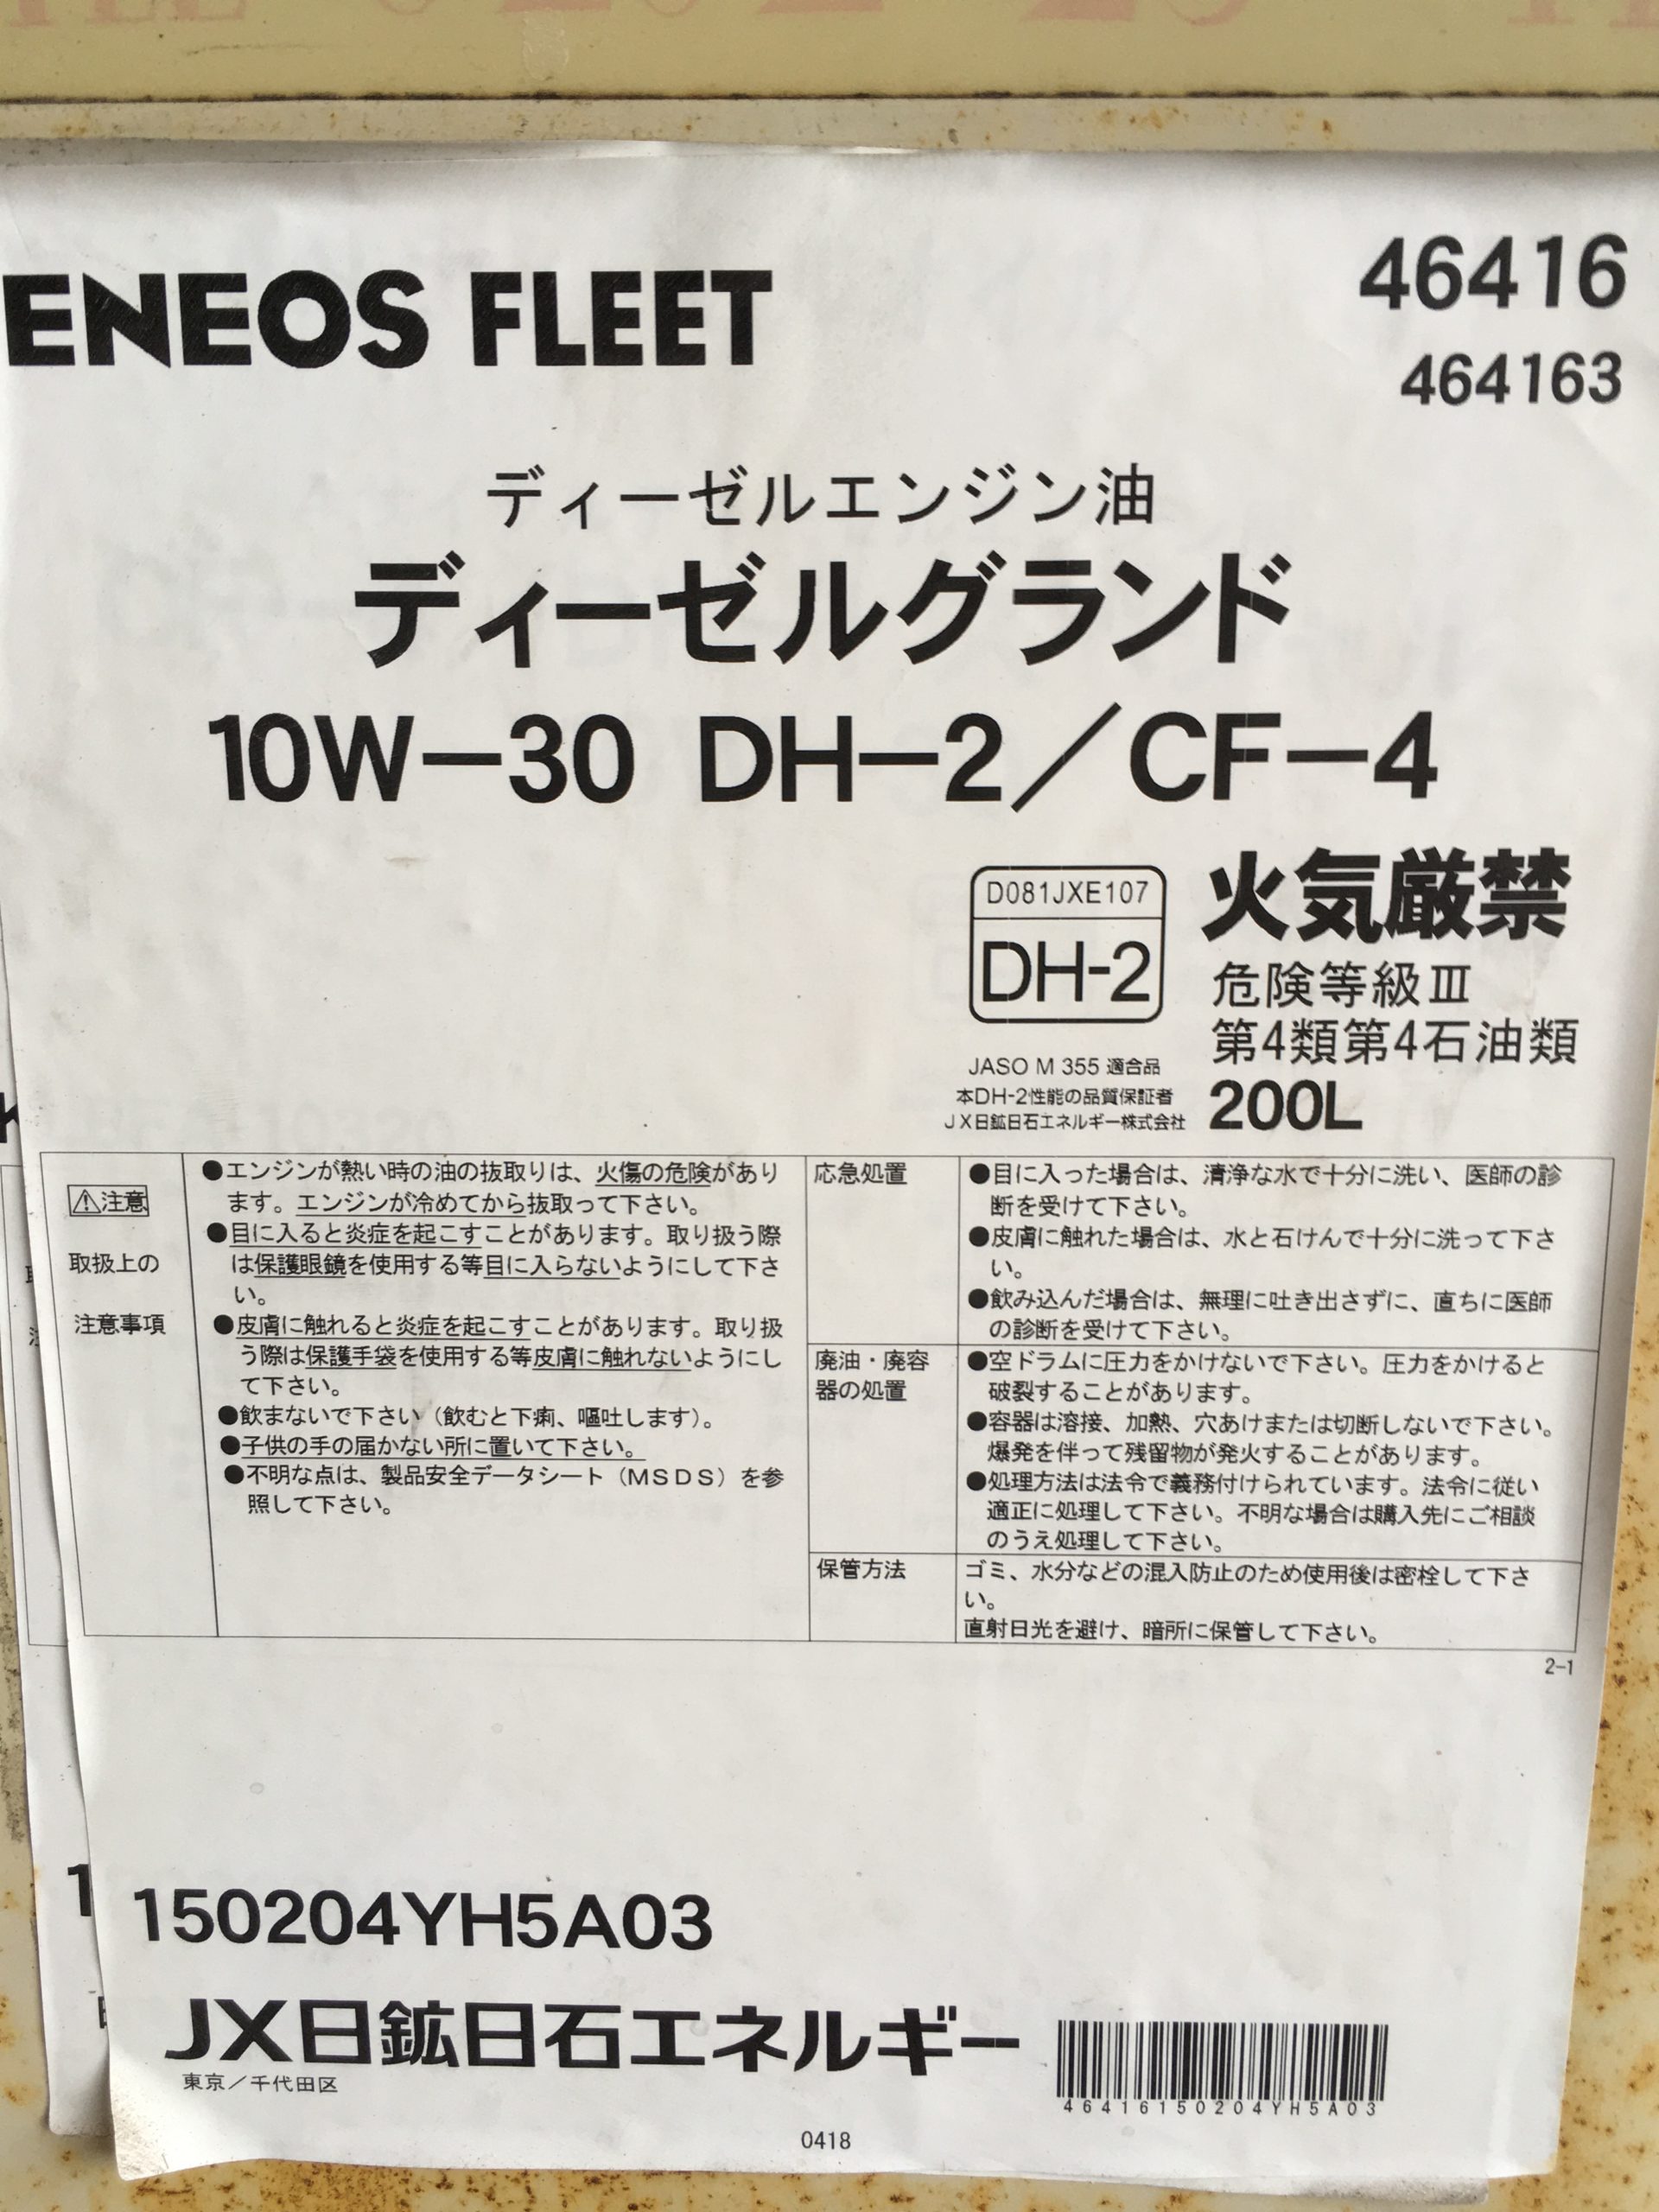 ENEOS FLEET
46416
464163
ディーゼルエンジン油
ディーゼルグランド
10W-30 DH-2/CF-4
D081JXE107
DH-2
JASO M 355 適合品
本DH-2性能の品質保証者
JX日鉱日石エネルギー株式会社
火気厳禁
危険等級Ⅲ
第4類第4石油類
200L
⚠注意
取扱上の
注意事項
●エンジンが熱い時の油の抜取りは、火傷の危険があり
ます。エンジンが冷めてから抜取って下さい。
●目に入ると炎症を起こすことがあります。取り扱う際
は保護眼鏡を使用する等目に入らないようにして下さ
い。
●皮膚に触れると炎症を起こすことがあります。取り扱
う際は保護手袋を使用する等皮膚に触れないようにし
て下さい。
●飲まないで下さい（飲むと下痢、嘔吐します）。
●子供の手の届かない所に置いて下さい。
●不明な点は、製品安全データシート（MSDS）を参
照して下さい。
応急処置
●目に入った場合は、清浄な水で十分に洗い、医師の診
断を受けて下さい。
●皮膚に触れた場合は、水と石けんで十分に洗って下さ
い。
●飲み込んだ場合は、無理に吐き出さずに、直ちに医師
の診断を受けて下さい。
廃油・廃容
器の処置
●空ドラムに圧力をかけないで下さい。圧力をかけると
破裂することがあります。
●容器は溶接、加熱、穴あけまたは切断しないで下さい。
爆発を伴って残留物が発火することがあります。
●処理方法は法令で義務付けられています。法令に従い
適正に処理して下さい。不明な場合は購入先にご相談
のうえ処理して下さい。
保管方法
ゴミ、水分などの混入防止のため使用後は密栓して下さ
い。
直射日光を避け、暗所に保管して下さい。
2-1
150204YH5A03
JX日鉱日石エネルギー
東京／千代田区
46416150204YH5A03
0418